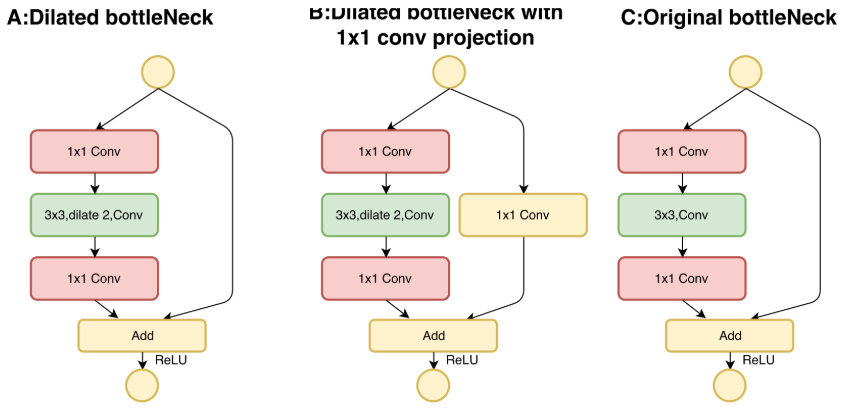 A:Dilated bottleNeck
B:Dilated bottleNeck with
1x1 conv projection
C:Original bottleNeck
1x1 Conv
3x3,dilate 2,Conv
1x1 Conv
Add
ReLU
1x1 Conv
3x3,dilate 2,Conv
1x1 Conv
1x1 Conv
Add
ReLU
1x1 Conv
3x3,Conv
1x1 Conv
Add
ReLU